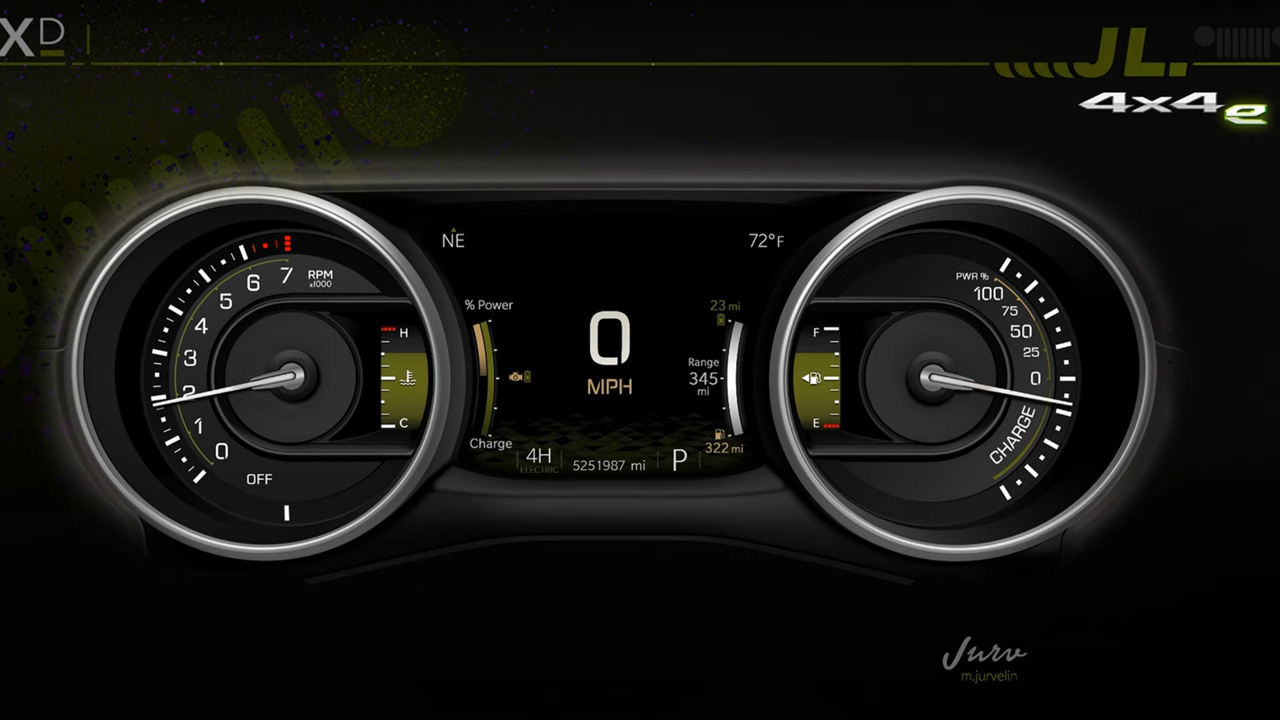 XD
JL.
4x4e
NE
72°F
7
RPM
x1000
6
5
4
3
2
1
0
OFF
H
C
% Power
Charge
0
MPH
23 mi
Range
345
mi
322 mi
4H
ELECTRIC
5251987 mi
P
F
E
PWR %
100
75
50
25
0
CHARGE
Jurv
m.jurvelin